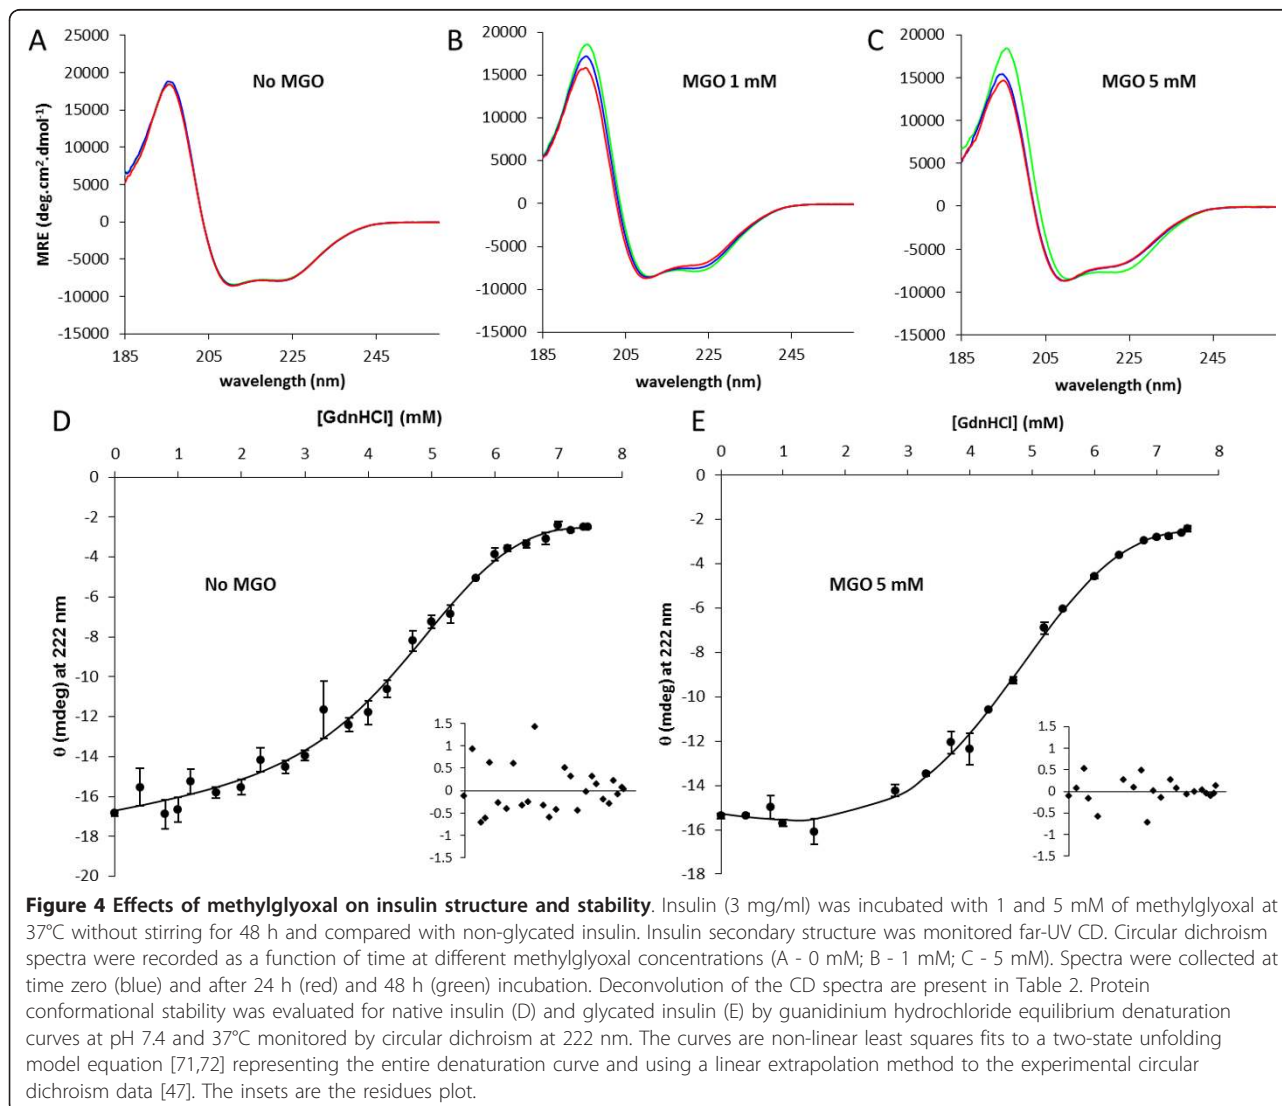 A
No MGO
25000
20000
15000
10000
5000
0
-5000
-10000
-15000
185
205
225
245
MRE (deg.cm².dmol⁻¹)
wavelength (nm)
B
MGO 1 mM
20000
15000
10000
5000
0
-5000
-10000
-15000
185
205
225
245
wavelength (nm)
C
MGO 5 mM
20000
15000
10000
5000
0
-5000
-10000
-15000
185
205
225
245
wavelength (nm)
D
[GdnHCl] (mM)
0 1 2 3 4 5 6 7 8
0
-2
-4
-6
-8
-10
-12
-14
-16
-18
-20
θ (mdeg) at 222 nm
No MGO
1.5
1
0.5
0
-0.5
-1
-1.5
E
[GdnHCl] (mM)
0 1 2 3 4 5 6 7 8
0
-2
-4
-6
-8
-10
-12
-14
-16
-18
θ (mdeg) at 222 nm
MGO 5 mM
1.5
1
0.5
0
-0.5
-1
-1.5
Figure 4 Effects of methylglyoxal on insulin structure and stability. Insulin (3 mg/ml) was incubated with 1 and 5 mM of methylglyoxal at
37°C without stirring for 48 h and compared with non-glycated insulin. Insulin secondary structure was monitored far-UV CD. Circular dichroism
spectra were recorded as a function of time at different methylglyoxal concentrations (A - 0 mM; B - 1 mM; C - 5 mM). Spectra were collected at
time zero (blue) and after 24 h (red) and 48 h (green) incubation. Deconvolution of the CD spectra are present in Table 2. Protein
conformational stability was evaluated for native insulin (D) and glycated insulin (E) by guanidinium hydrochloride equilibrium denaturation
curves at pH 7.4 and 37°C monitored by circular dichroism at 222 nm. The curves are non-linear least squares fits to a two-state unfolding
model equation [71,72] representing the entire denaturation curve and using a linear extrapolation method to the experimental circular
dichroism data [47]. The insets are the residues plot.